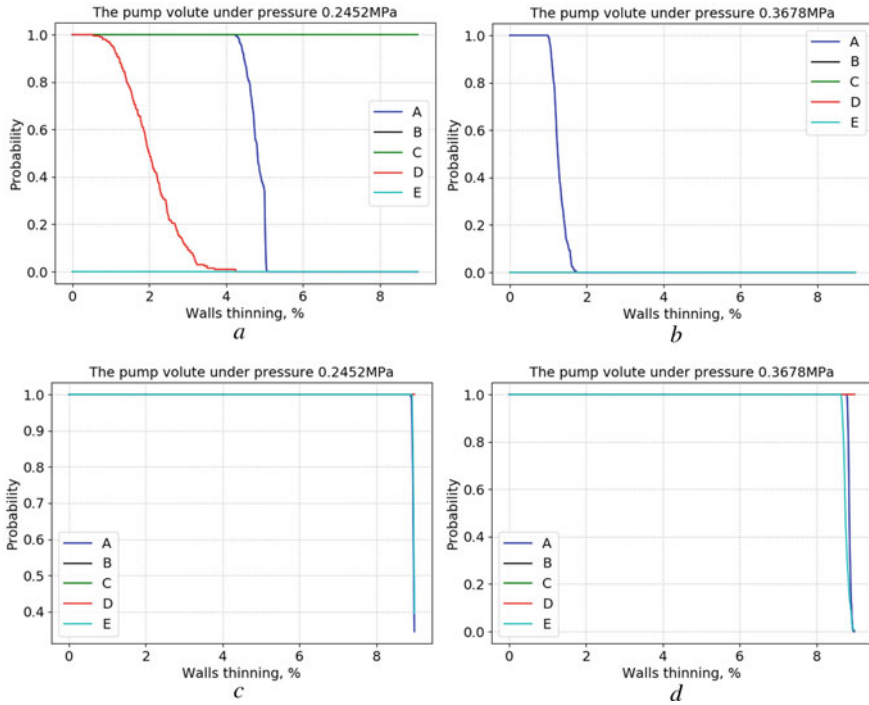 The pump volute under pressure 0.2452MPa
1.0
0.8
0.6
0.4
0.2
0.0
Probability
A
B
C
D
E
0 2 4 6 8
Walls thinning, %
a
The pump volute under pressure 0.3678MPa
1.0
0.8
0.6
0.4
0.2
0.0
Probability
A
B
C
D
E
0 2 4 6 8
Walls thinning, %
b
The pump volute under pressure 0.2452MPa
1.0
0.9
0.8
0.7
0.6
0.5
0.4
Probability
A
B
C
D
E
0 2 4 6 8
Walls thinning, %
c
The pump volute under pressure 0.3678MPa
1.0
0.8
0.6
0.4
0.2
0.0
Probability
A
B
C
D
E
0 2 4 6 8
Walls thinning, %
d